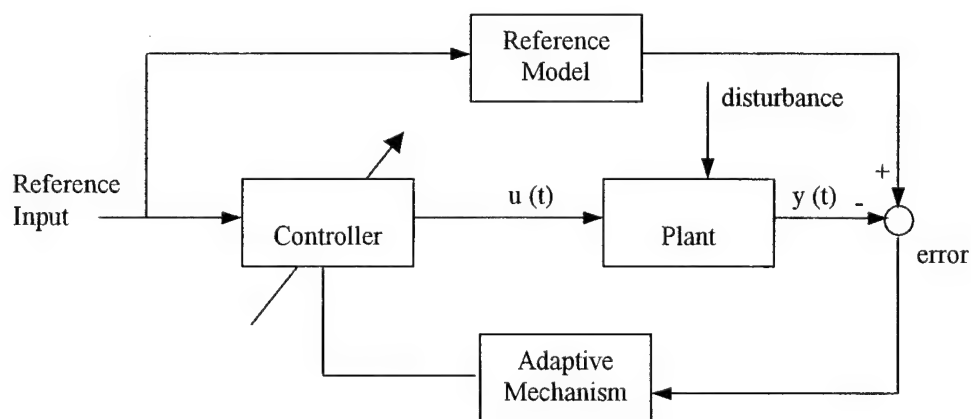 Reference
Model
disturbance
Reference
Input
Controller
u (t)
Plant
y (t)
+
-
error
Adaptive
Mechanism